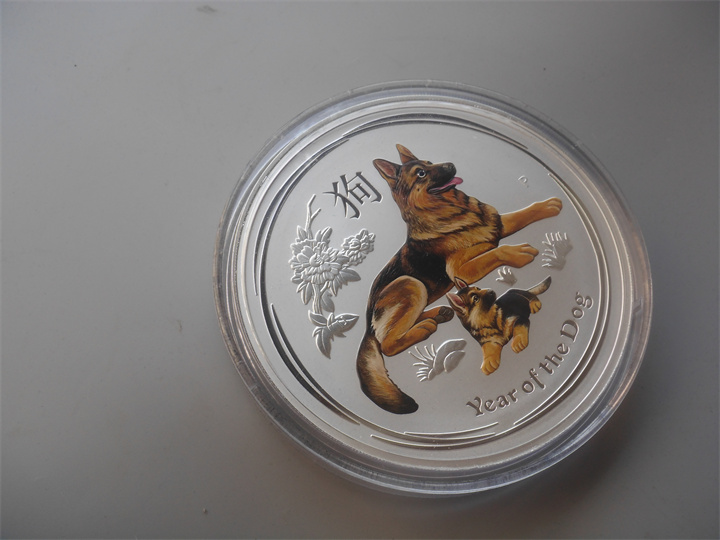 狗
Year of the Dog